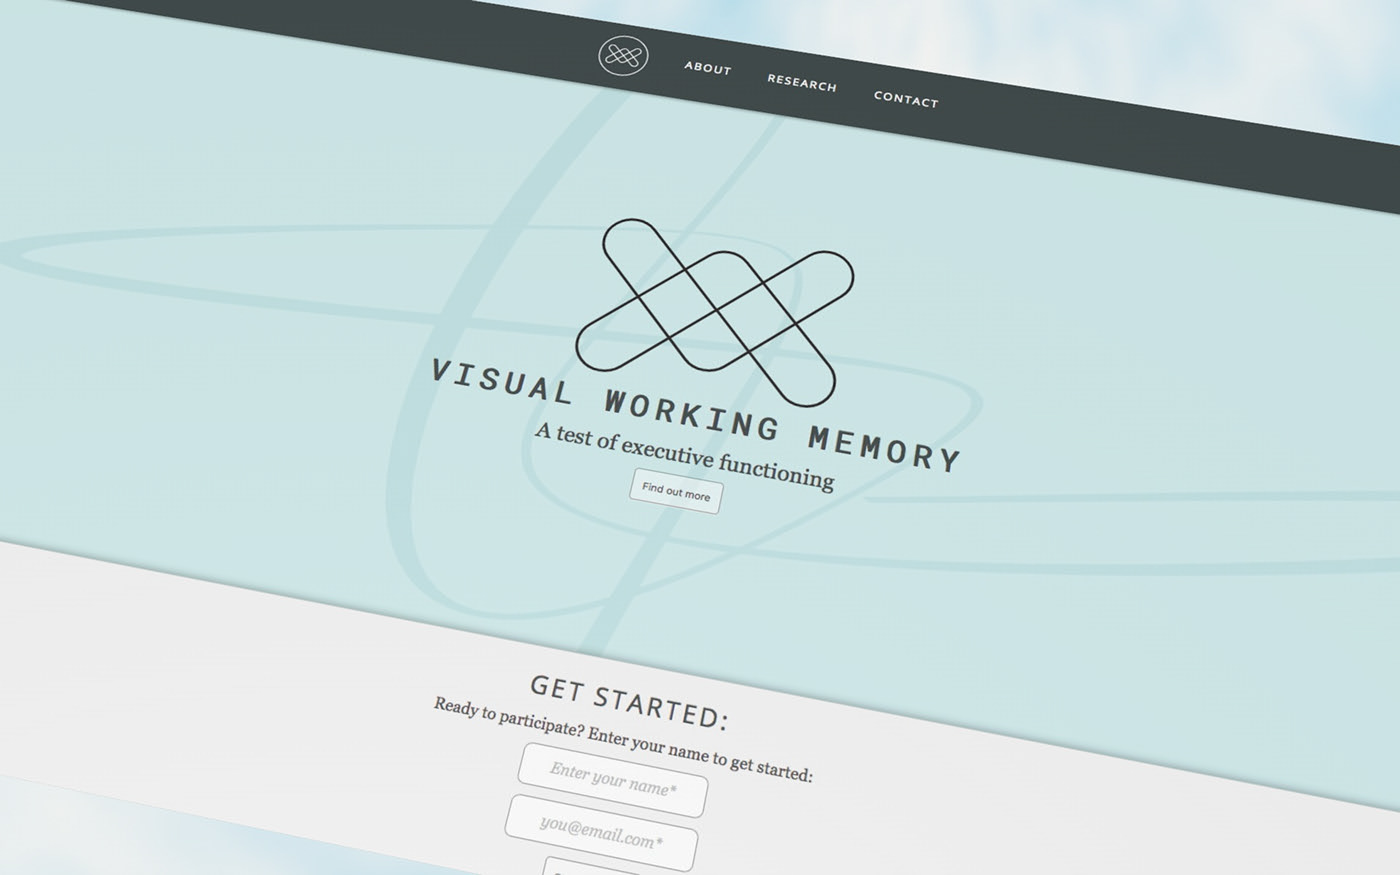 ABOUT RESEARCH CONTACT
VISUAL WORKING MEMORY
A test of executive functioning
Find out more
GET STARTED:
Ready to participate? Enter your name to get started:
Enter your name*
you@email.com*